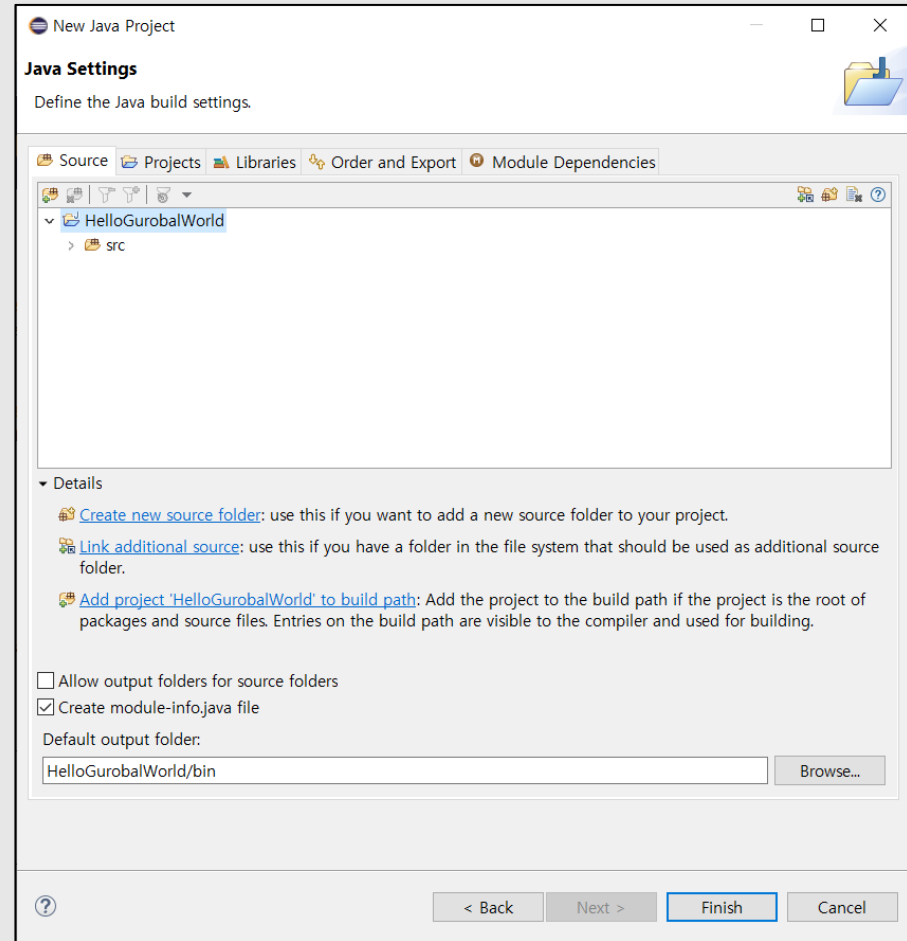 New Java Project
Java Settings
Define the Java build settings.
Source Projects Libraries Order and Export Module Dependencies
HelloGurobalWorld
src
Details
Create new source folder: use this if you want to add a new source folder to your project.
Link additional source: use this if you have a folder in the file system that should be used as additional source
folder.
Add project 'HelloGurobalWorld' to build path: Add the project to the build path if the project is the root of
packages and source files. Entries on the build path are visible to the compiler and used for building.
Allow output folders for source folders
Create module-info.java file
Default output folder:
HelloGurobalWorld/bin
Browse...
< Back Next > Finish Cancel